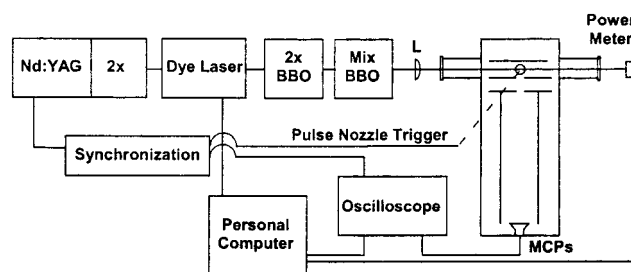 Nd:YAG
2x
Dye Laser
2x
BBO
Mix
BBO
L
Power
Meter
Pulse Nozzle Trigger
Synchronization
Oscilloscope
Personal
Computer
MCPs